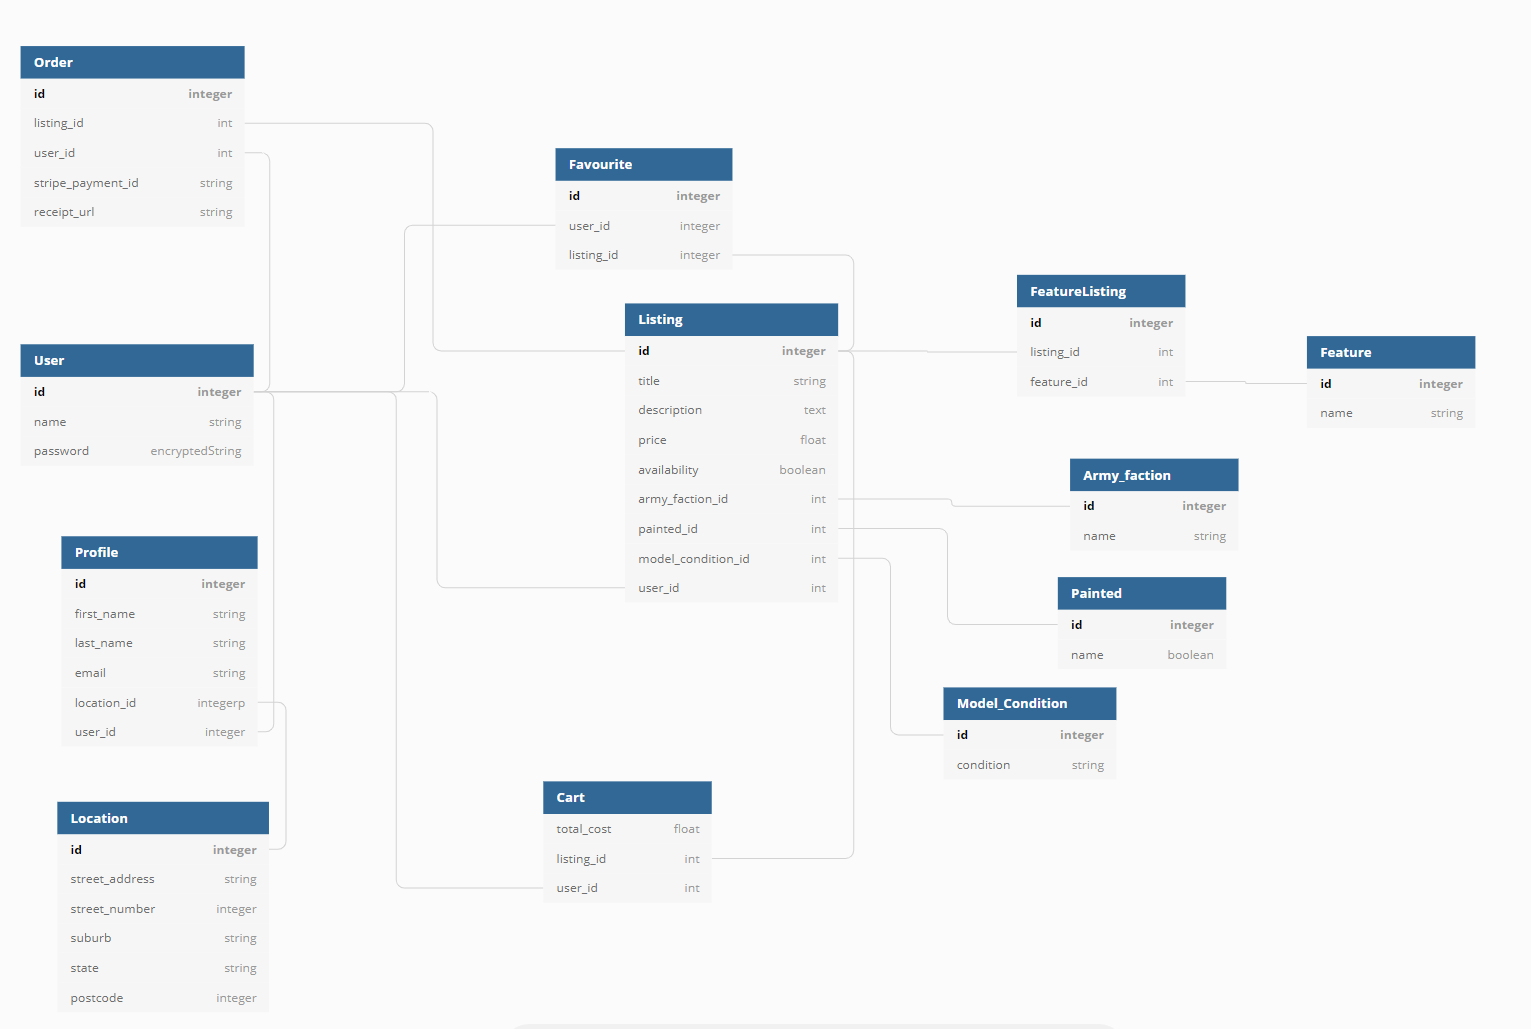 Order
id integer
listing_id int
user_id int
stripe_payment_id string
receipt_url string
Favourite
id integer
user_id integer
listing_id integer
FeatureListing
id integer
listing_id int
feature_id int
Listing
id integer
title string
description text
price float
availability boolean
army_faction_id int
painted_id int
model_condition_id int
user_id int
Feature
id integer
name string
User
id integer
name string
password encryptedString
Army_faction
id integer
name string
Profile
id integer
first_name string
last_name string
email string
location_id integerp
user_id integer
Painted
id integer
name boolean
Model_Condition
id integer
condition string
Cart
total_cost float
listing_id int
user_id int
Location
id integer
street_address string
street_number integer
suburb string
state string
postcode integer